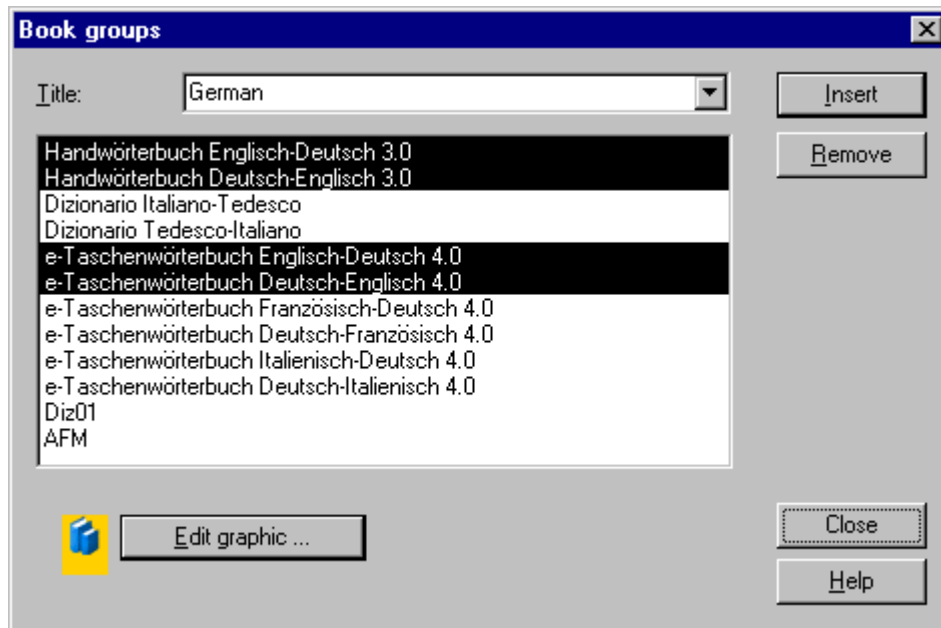 Book groups
Title:
German
Insert
Remove
Handwörterbuch Englisch-Deutsch 3.0
Handwörterbuch Deutsch-Englisch 3.0
Dizionario Italiano-Tedesco
Dizionario Tedesco-Italiano
e-Taschenwörterbuch Englisch-Deutsch 4.0
e-Taschenwörterbuch Deutsch-Englisch 4.0
e-Taschenwörterbuch Französisch-Deutsch 4.0
e-Taschenwörterbuch Deutsch-Französisch 4.0
e-Taschenwörterbuch Italienisch-Deutsch 4.0
e-Taschenwörterbuch Deutsch-Italienisch 4.0
Diz01
AFM
Edit graphic ...
Close
Help